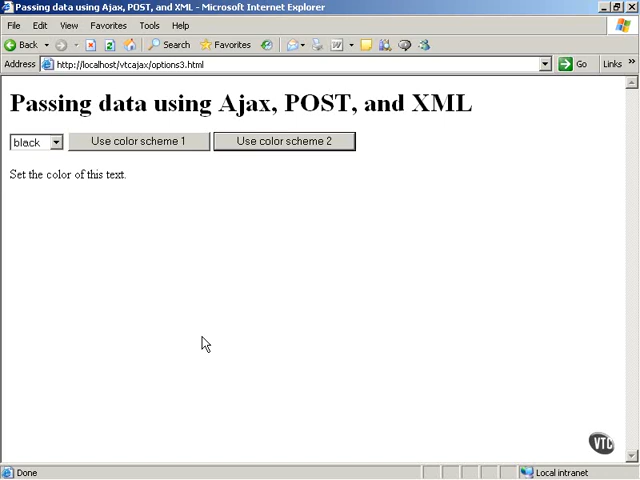 Passing data using Ajax, POST, and XML - Microsoft Internet Explorer
File Edit View Favorites Tools Help
Back Search Favorites
Address http://localhost/vtcajax/options3.html Go Links »
Passing data using Ajax, POST, and XML
black Use color scheme 1 Use color scheme 2
Set the color of this text.
VTC
Done Local intranet